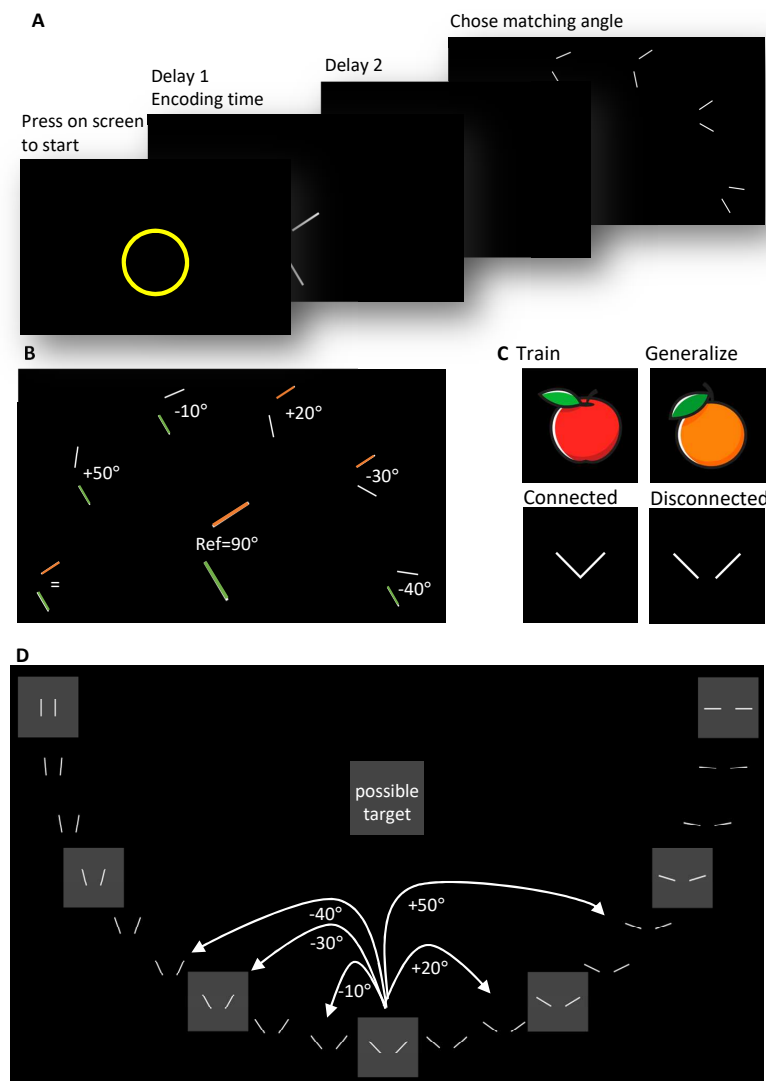 A
Chose matching angle
Delay 1
Encoding time
Delay 2
Press on screen
to start
B
-10°
+20°
+50°
-30°
Ref=90°
=
-40°
C Train
Generalize
Connected
Disconnected
D
possible
target
-40°
+50°
-30°
+20°
-10°